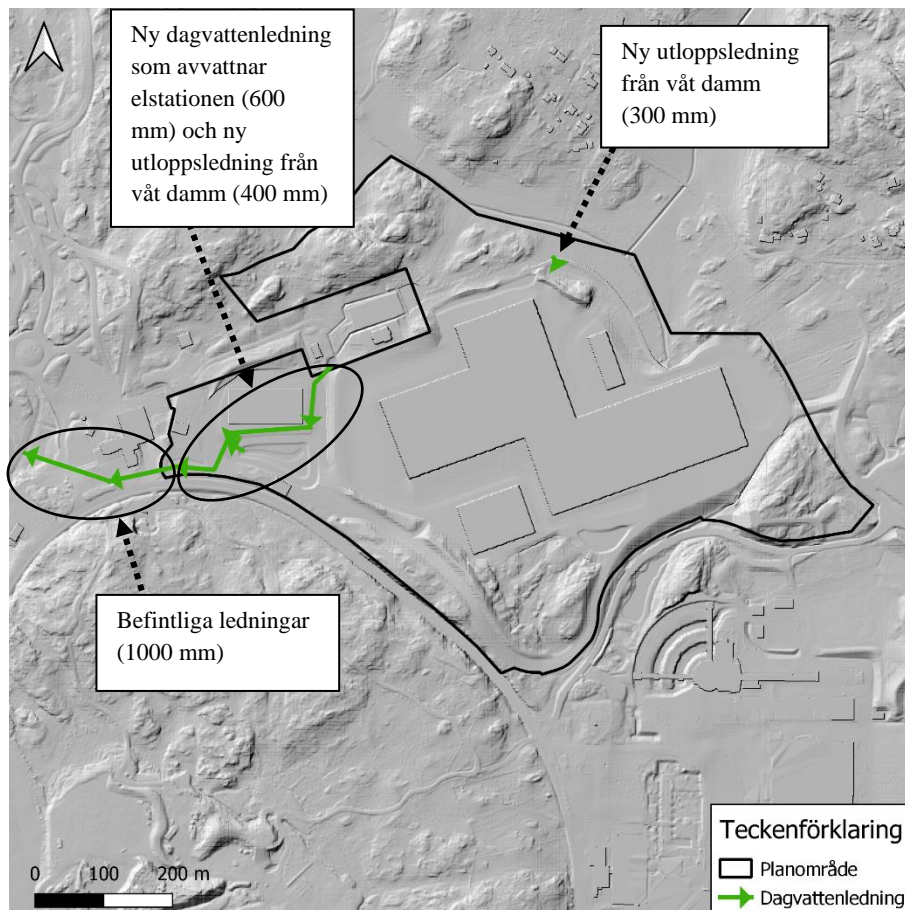 Ny dagvattenledning
som avvattnar
elstationen (600
mm) och ny
utloppsledning från
våt damm (400 mm)
Ny utloppsledning
från våt damm
(300 mm)
Befintliga ledningar
(1000 mm)
0 100 200 m
Teckenförklaring
Planområde
Dagvattenledning